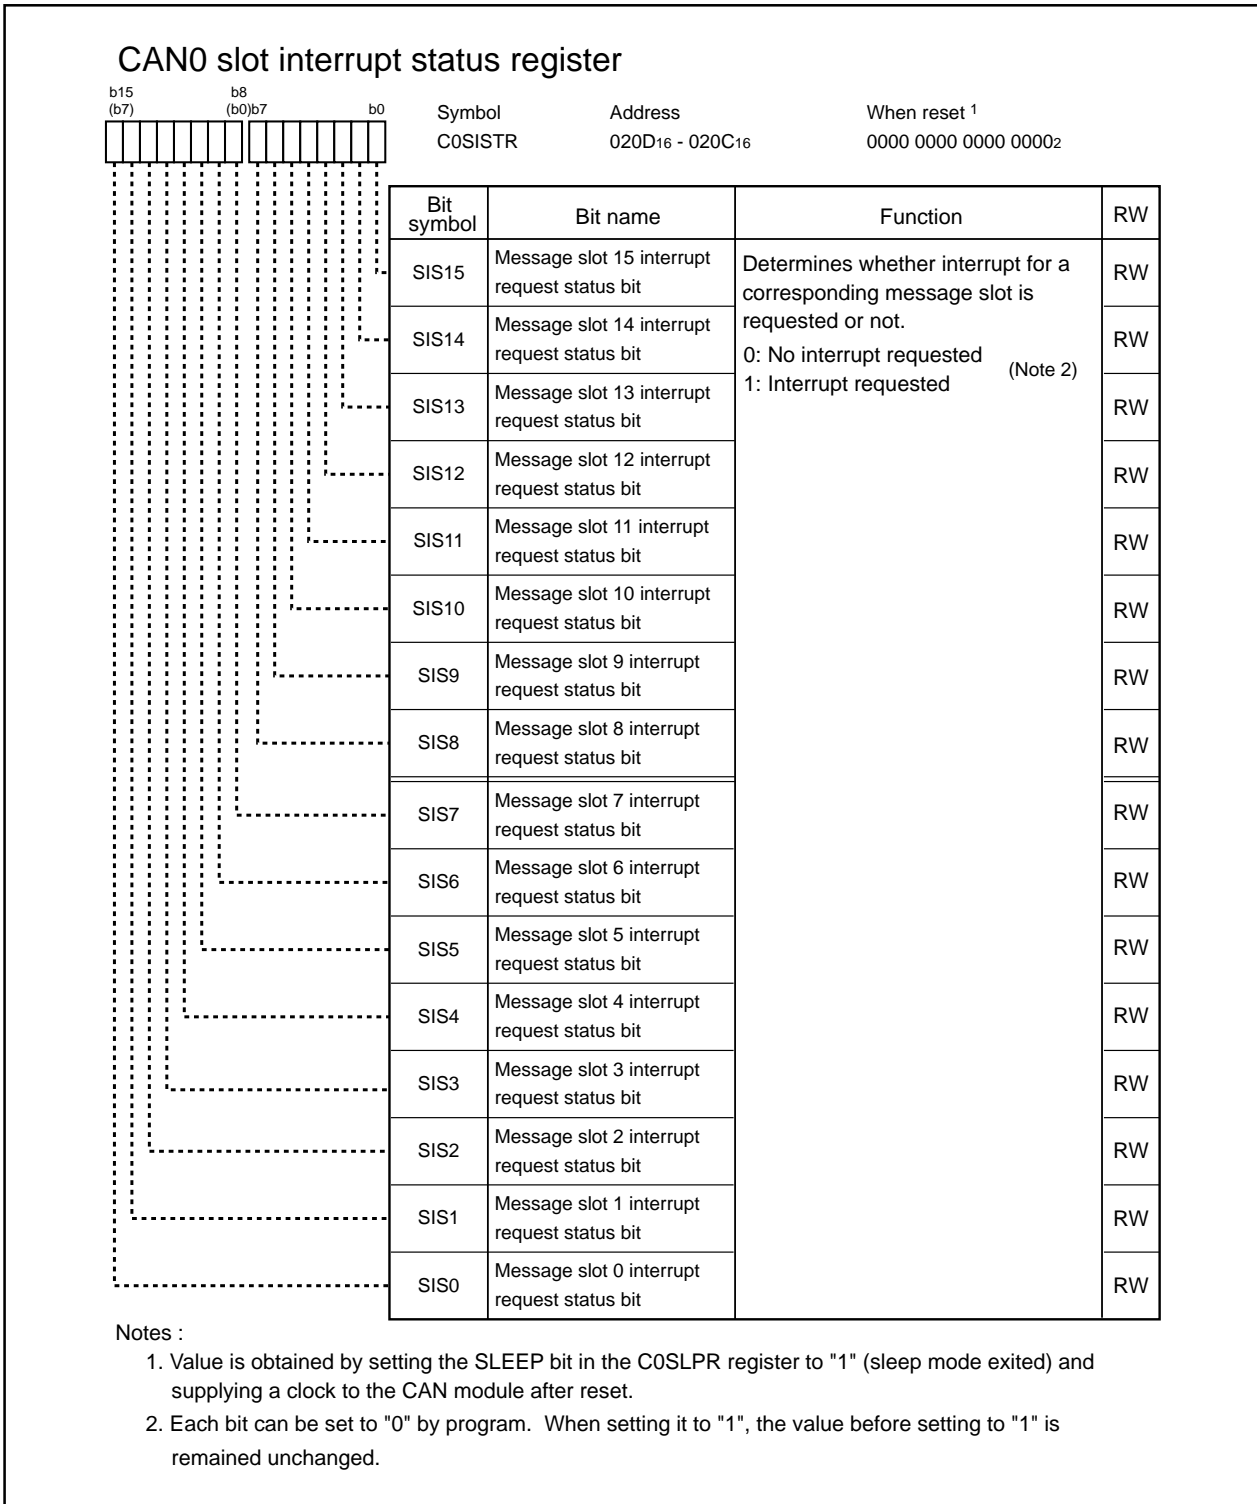 CAN0 slot interrupt status register
b15 b8
(b7) (b0)b7 b0
Symbol Address When reset 1
C0SISTR 020D16 - 020C16 0000 0000 0000 00002
Bit symbol Bit name Function RW
SIS15 Message slot 15 interrupt request status bit RW
Determines whether interrupt for a
corresponding message slot is
requested or not.
0: No interrupt requested
1: Interrupt requested
(Note 2)
SIS14 Message slot 14 interrupt request status bit RW
SIS13 Message slot 13 interrupt request status bit RW
SIS12 Message slot 12 interrupt request status bit RW
SIS11 Message slot 11 interrupt request status bit RW
SIS10 Message slot 10 interrupt request status bit RW
SIS9 Message slot 9 interrupt request status bit RW
SIS8 Message slot 8 interrupt request status bit RW
SIS7 Message slot 7 interrupt request status bit RW
SIS6 Message slot 6 interrupt request status bit RW
SIS5 Message slot 5 interrupt request status bit RW
SIS4 Message slot 4 interrupt request status bit RW
SIS3 Message slot 3 interrupt request status bit RW
SIS2 Message slot 2 interrupt request status bit RW
SIS1 Message slot 1 interrupt request status bit RW
SIS0 Message slot 0 interrupt request status bit RW
Notes :
1. Value is obtained by setting the SLEEP bit in the C0SLPR register to "1" (sleep mode exited) and
supplying a clock to the CAN module after reset.
2. Each bit can be set to "0" by program. When setting it to "1", the value before setting to "1" is
remained unchanged.